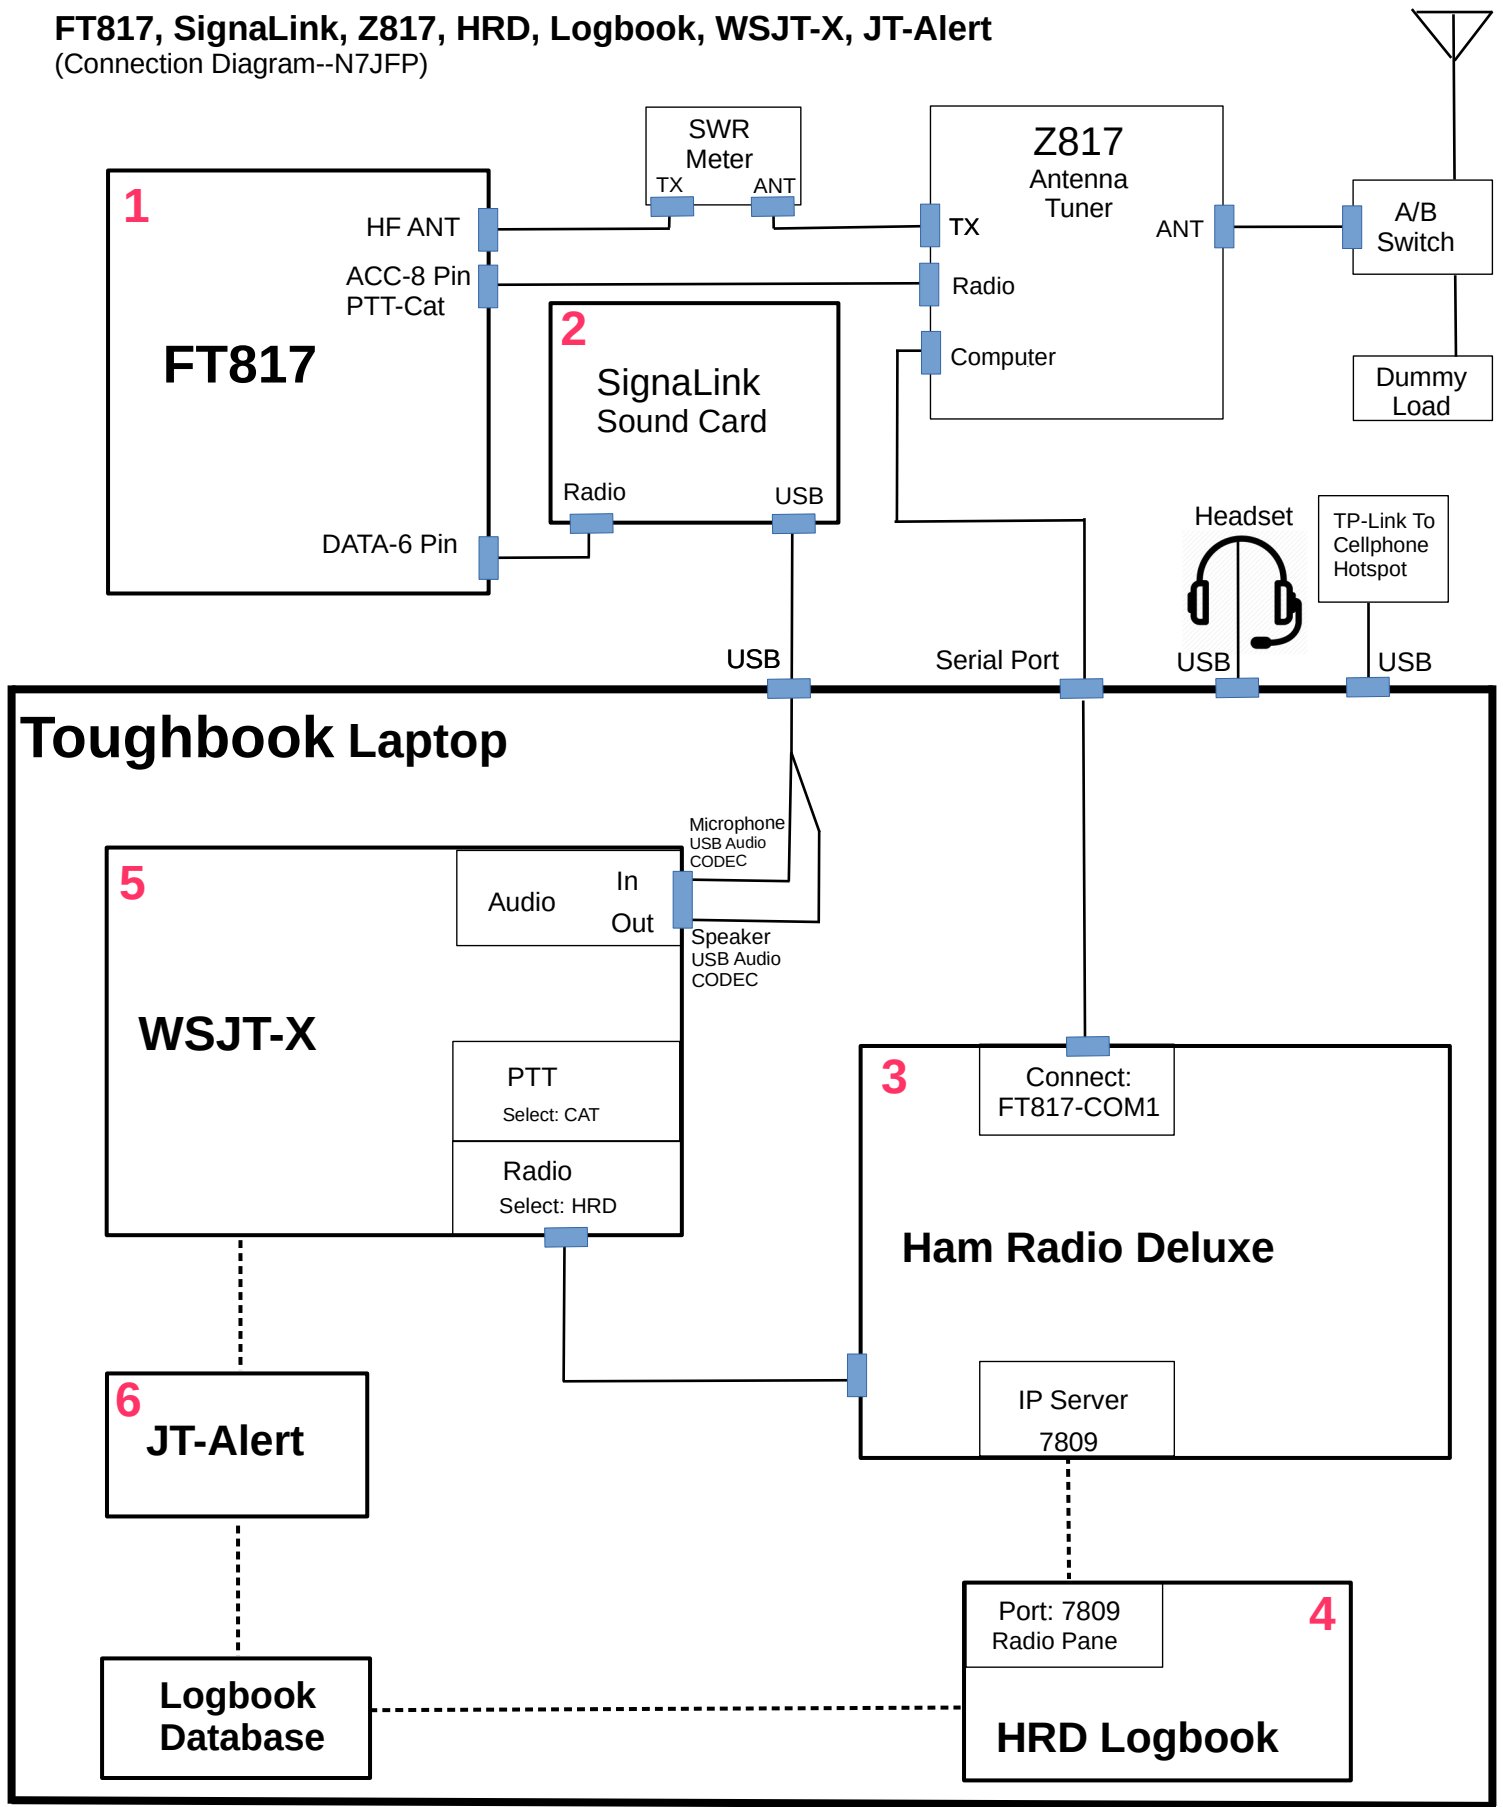 FT817, SignaLink, Z817, HRD, Logbook, WSJT-X, JT-Alert
(Connection Diagram--N7JFP)
SWR
Meter
TX
ANT
Z817
Antenna
Tuner
TX
ANT
Radio
Computer
A/B
Switch
Dummy
Load
1
HF ANT
ACC-8 Pin
PTT-Cat
FT817
DATA-6 Pin
2
SignaLink
Sound Card
Radio
USB
Headset
TP-Link To
Cellphone
Hotspot
USB
Serial Port
USB
USB
Toughbook Laptop
Microphone
USB Audio
CODEC
5
Audio
In
Out
Speaker
USB Audio
CODEC
WSJT-X
PTT
Select: CAT
Radio
Select: HRD
3
Connect:
FT817-COM1
Ham Radio Deluxe
IP Server
7809
6
JT-Alert
Port: 7809
Radio Pane
4
HRD Logbook
Logbook
Database